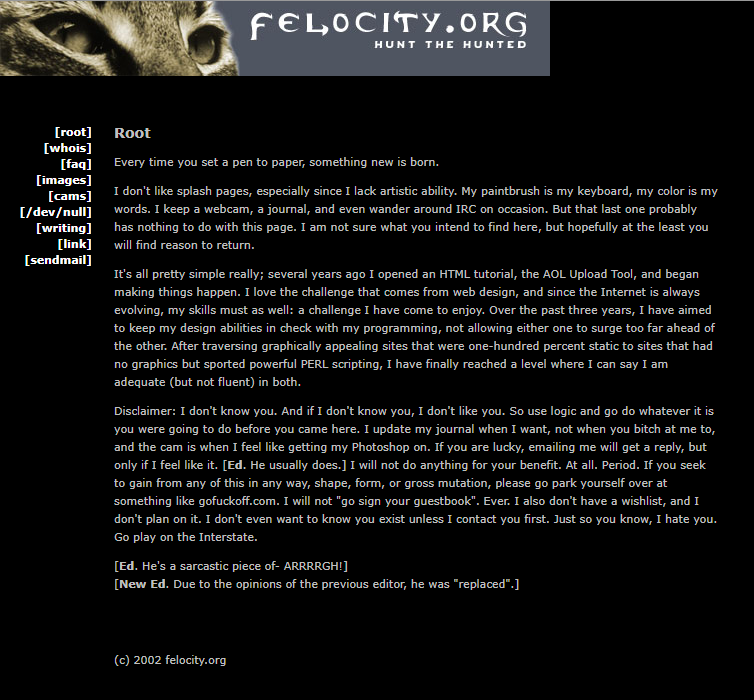 FELOCITY.ORG
HUNT THE HUNTED
[root]
[whois]
[faq]
[images]
[cams]
[/dev/null]
[writing]
[link]
[sendmail]
Root
Every time you set a pen to paper, something new is born.
I don't like splash pages, especially since I lack artistic ability. My paintbrush is my keyboard, my color is my
words. I keep a webcam, a journal, and even wander around IRC on occasion. But that last one probably
has nothing to do with this page. I am not sure what you intend to find here, but hopefully at the least you
will find reason to return.
It's all pretty simple really; several years ago I opened an HTML tutorial, the AOL Upload Tool, and began
making things happen. I love the challenge that comes from web design, and since the Internet is always
evolving, my skills must as well: a challenge I have come to enjoy. Over the past three years, I have aimed
to keep my design abilities in check with my programming, not allowing either one to surge too far ahead of
the other. After traversing graphically appealing sites that were one-hundred percent static to sites that had
no graphics but sported powerful PERL scripting, I have finally reached a level where I can say I am
adequate (but not fluent) in both.
Disclaimer: I don't know you. And if I don't know you, I don't like you. So use logic and go do whatever it is
you were going to do before you came here. I update my journal when I want, not when you bitch at me to,
and the cam is when I feel like getting my Photoshop on. If you are lucky, emailing me will get a reply, but
only if I feel like it. [Ed. He usually does.] I will not do anything for your benefit. At all. Period. If you seek
to gain from any of this in any way, shape, form, or gross mutation, please go park yourself over at
something like gofuckoff.com. I will not "go sign your guestbook". Ever. I also don't have a wishlist, and I
don't plan on it. I don't even want to know you exist unless I contact you first. Just so you know, I hate you.
Go play on the Interstate.
[Ed. He's a sarcastic piece of- ARRRRGH!]
[New Ed. Due to the opinions of the previous editor, he was "replaced".]
(c) 2002 felocity.org